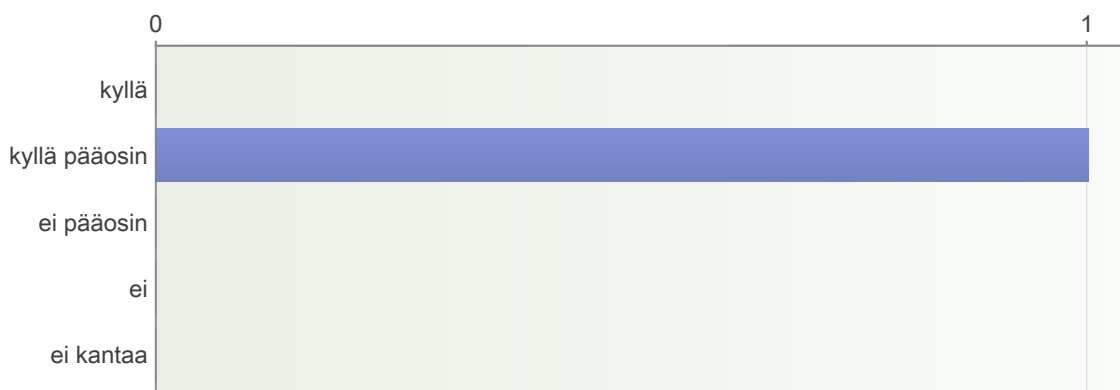 0 1
kyllä
kyllä pääosin
ei pääosin
ei
ei kantaa